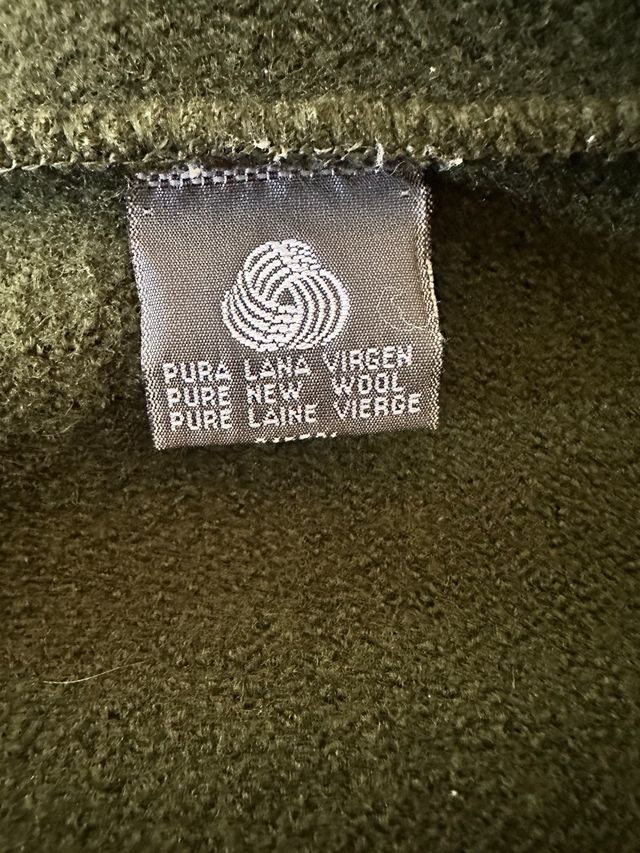 PURA LANA VIRGEN
PURE NEW WOOL
PURE LAINE VIERGE